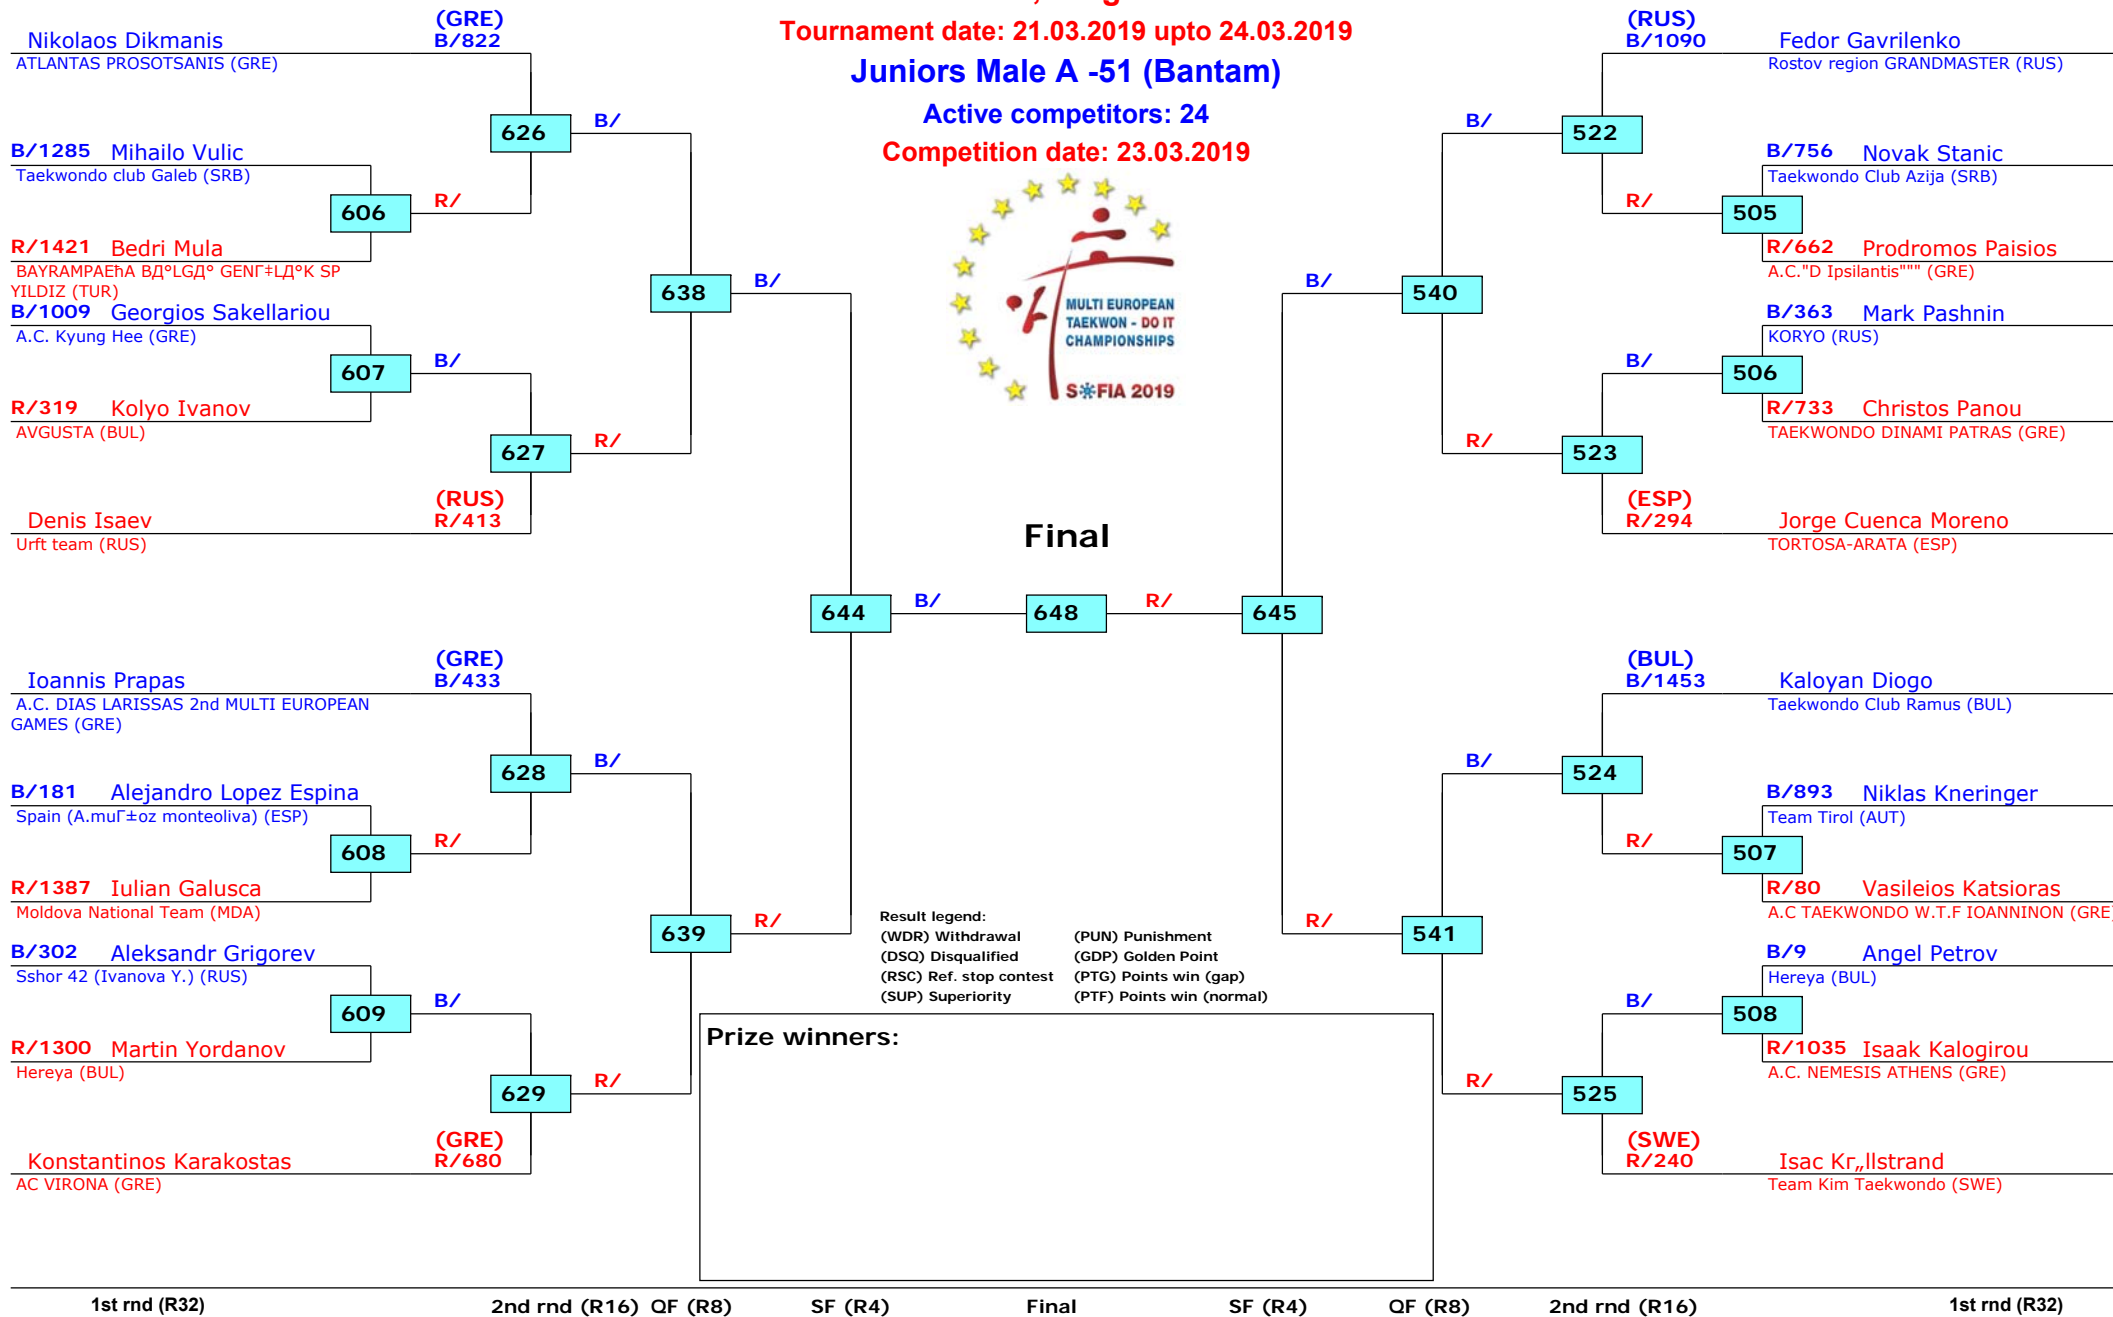 Tournament date: 21.03.2019 upto 24.03.2019
Juniors Male A -51 (Bantam)
Active competitors: 24
Competition date: 23.03.2019
MULTI EUROPEAN
TAEKWON - DO IT
CHAMPIONSHIPS
S FIA 2019
(GRE)
Nikolaos Dikmanis B/822
ATLANTAS PROSOTSANIS (GRE)
626 B/
B/1285 Mihailo Vulic
Taekwondo club Galeb (SRB)
606 R/
R/1421 Bedri Mula
BAYRAMPAЕћA BД°LGД° GENГ‡LД°K SP
YILDIZ (TUR)
638 B/
B/1009 Georgios Sakellariou
A.C. Kyung Hee (GRE)
607 B/
R/319 Kolyo Ivanov
AVGUSTA (BUL)
627 R/
(RUS)
Denis Isaev R/413
Urft team (RUS)
644 B/
(GRE)
Ioannis Prapas B/433
A.C. DIAS LARISSAS 2nd MULTI EUROPEAN
GAMES (GRE)
628 B/
B/181 Alejandro Lopez Espina
Spain (A.muГ±oz monteoliva) (ESP)
608 R/
R/1387 Iulian Galusca
Moldova National Team (MDA)
639 R/
B/302 Aleksandr Grigorev
Sshor 42 (Ivanova Y.) (RUS)
609 B/
R/1300 Martin Yordanov
Hereya (BUL)
629 R/
(GRE)
Konstantinos Karakostas R/680
AC VIRONA (GRE)
Final
648
(RUS)
B/1090 Fedor Gavrilenko
Rostov region GRANDMASTER (RUS)
B/ 522
B/756 Novak Stanic
Taekwondo Club Azija (SRB)
R/ 505
R/662 Prodromos Paisios
A.C."D Ipsilantis""" (GRE)
B/ 540
B/363 Mark Pashnin
KORYO (RUS)
B/ 506
R/733 Christos Panou
TAEKWONDO DINAMI PATRAS (GRE)
R/ 523
(ESP)
R/294 Jorge Cuenca Moreno
TORTOSA-ARATA (ESP)
R/ 645
(BUL)
B/1453 Kaloyan Diogo
Taekwondo Club Ramus (BUL)
B/ 524
B/893 Niklas Kneringer
Team Tirol (AUT)
R/ 507
R/80 Vasileios Katsioras
A.C TAEKWONDO W.T.F IOANNINON (GRE)
R/ 541
B/9 Angel Petrov
Hereya (BUL)
B/ 508
R/1035 Isaak Kalogirou
A.C. NEMESIS ATHENS (GRE)
R/ 525
(SWE)
R/240 Isac Kг„llstrand
Team Kim Taekwondo (SWE)
Result legend:
(WDR) Withdrawal (PUN) Punishment
(DSQ) Disqualified (GDP) Golden Point
(RSC) Ref. stop contest (PTG) Points win (gap)
(SUP) Superiority (PTF) Points win (normal)
Prize winners:
1st rnd (R32) 2nd rnd (R16) QF (R8) SF (R4) Final SF (R4) QF (R8) 2nd rnd (R16) 1st rnd (R32)